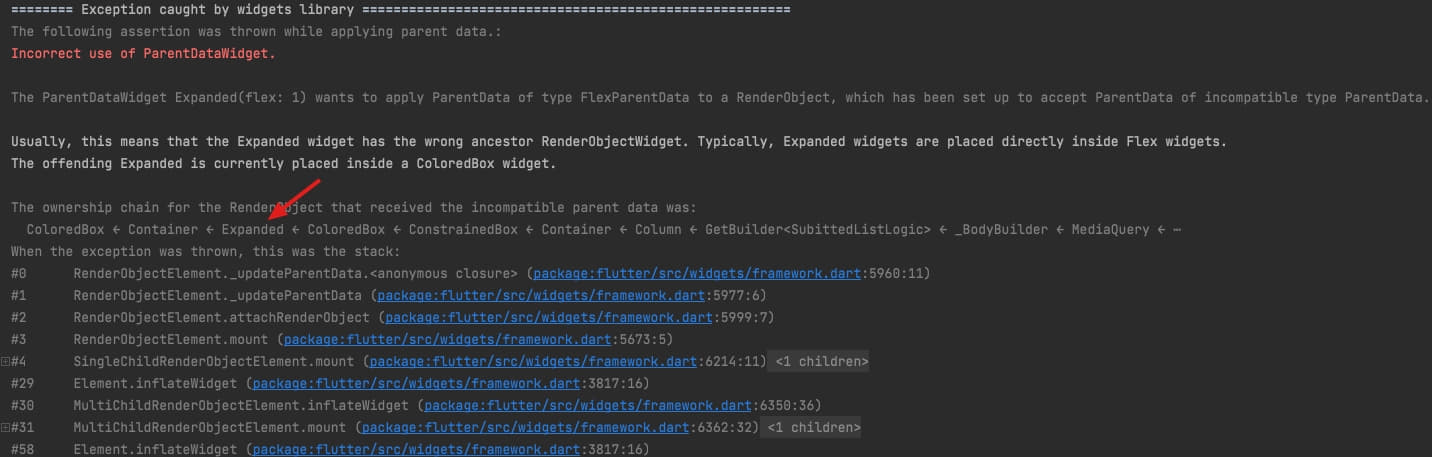 ======== Exception caught by widgets library =======================================================
The following assertion was thrown while applying parent data.:
Incorrect use of ParentDataWidget.
The ParentDataWidget Expanded(flex: 1) wants to apply ParentData of type FlexParentData to a RenderObject, which has been set up to accept ParentData of incompatible type ParentData.
Usually, this means that the Expanded widget has the wrong ancestor RenderObjectWidget. Typically, Expanded widgets are placed directly inside Flex widgets.
The offending Expanded is currently placed inside a ColoredBox widget.
The ownership chain for the RenderObject that received the incompatible parent data was:
ColoredBox ← Container ← Expanded ← ColoredBox ← ConstrainedBox ← Container ← Column ← GetBuilder<SubittedListLogic> ← _BodyBuilder ← MediaQuery ← ⋯
When the exception was thrown, this was the stack:
#0 RenderObjectElement._updateParentData.<anonymous closure> (package:flutter/src/widgets/framework.dart:5960:11)
#1 RenderObjectElement._updateParentData (package:flutter/src/widgets/framework.dart:5977:6)
#2 RenderObjectElement.attachRenderObject (package:flutter/src/widgets/framework.dart:5999:7)
#3 RenderObjectElement.mount (package:flutter/src/widgets/framework.dart:5673:5)
#4 SingleChildRenderObjectElement.mount (package:flutter/src/widgets/framework.dart:6214:11) <1 children>
#29 Element.inflateWidget (package:flutter/src/widgets/framework.dart:3817:16)
#30 MultiChildRenderObjectElement.inflateWidget (package:flutter/src/widgets/framework.dart:6350:36)
#31 MultiChildRenderObjectElement.mount (package:flutter/src/widgets/framework.dart:6362:32) <1 children>
#58 Element.inflateWidget (package:flutter/src/widgets/framework.dart:3817:16)